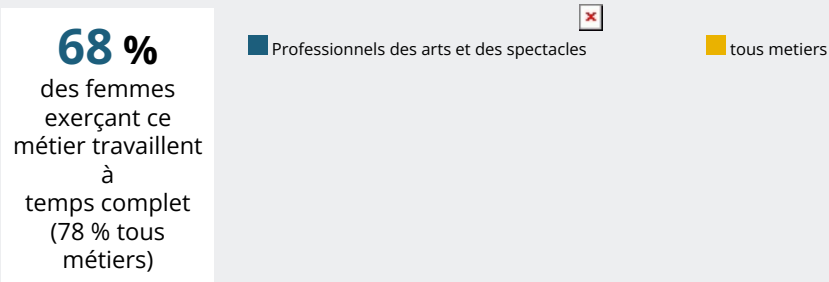 68 %
des femmes
exerçant ce
métier travaillent
à
temps complet
(78 % tous
métiers)
Professionnels des arts et des spectacles
tous metiers